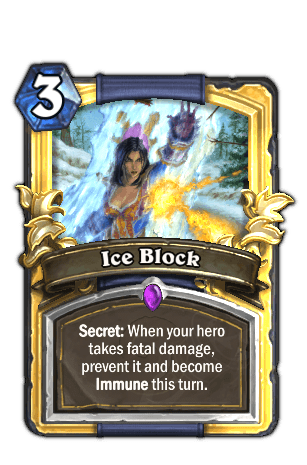 3
Ice Block
Secret: When your hero
takes fatal damage,
prevent it and become
Immune this turn.